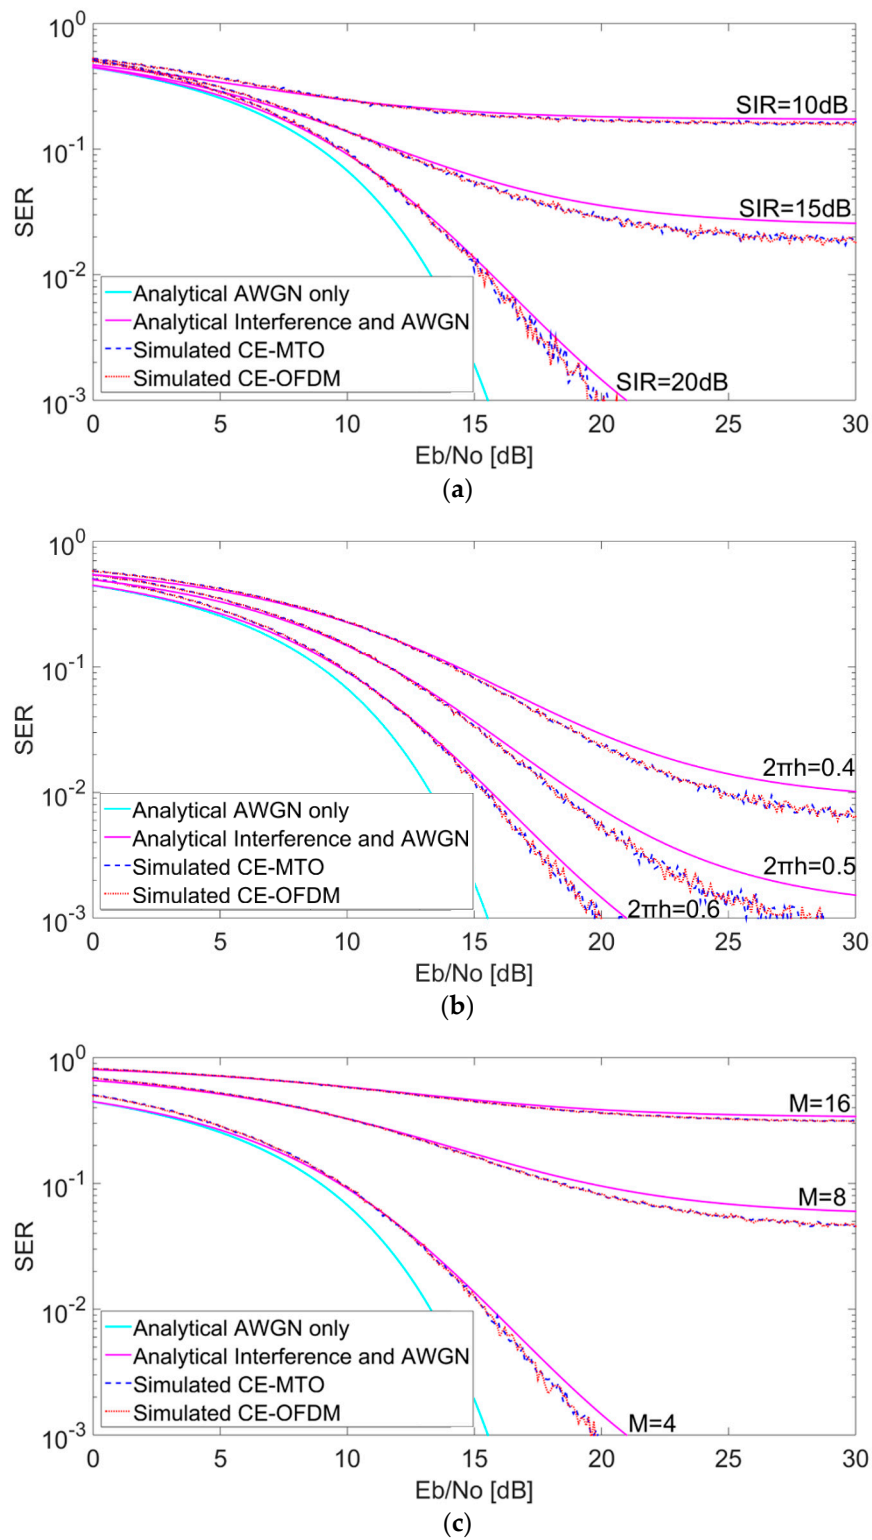 10^0
10^-1
10^-2
10^-3
SER
SIR=10dB
SIR=15dB
SIR=20dB
Analytical AWGN only
Analytical Interference and AWGN
Simulated CE-MTO
Simulated CE-OFDM
0 5 10 15 20 25 30
Eb/No [dB]
(a)
10^0
10^-1
10^-2
10^-3
SER
2πh=0.4
2πh=0.5
2πh=0.6
Analytical AWGN only
Analytical Interference and AWGN
Simulated CE-MTO
Simulated CE-OFDM
0 5 10 15 20 25 30
Eb/No [dB]
(b)
10^0
10^-1
10^-2
10^-3
SER
M=16
M=8
M=4
Analytical AWGN only
Analytical Interference and AWGN
Simulated CE-MTO
Simulated CE-OFDM
0 5 10 15 20 25 30
Eb/No [dB]
(c)